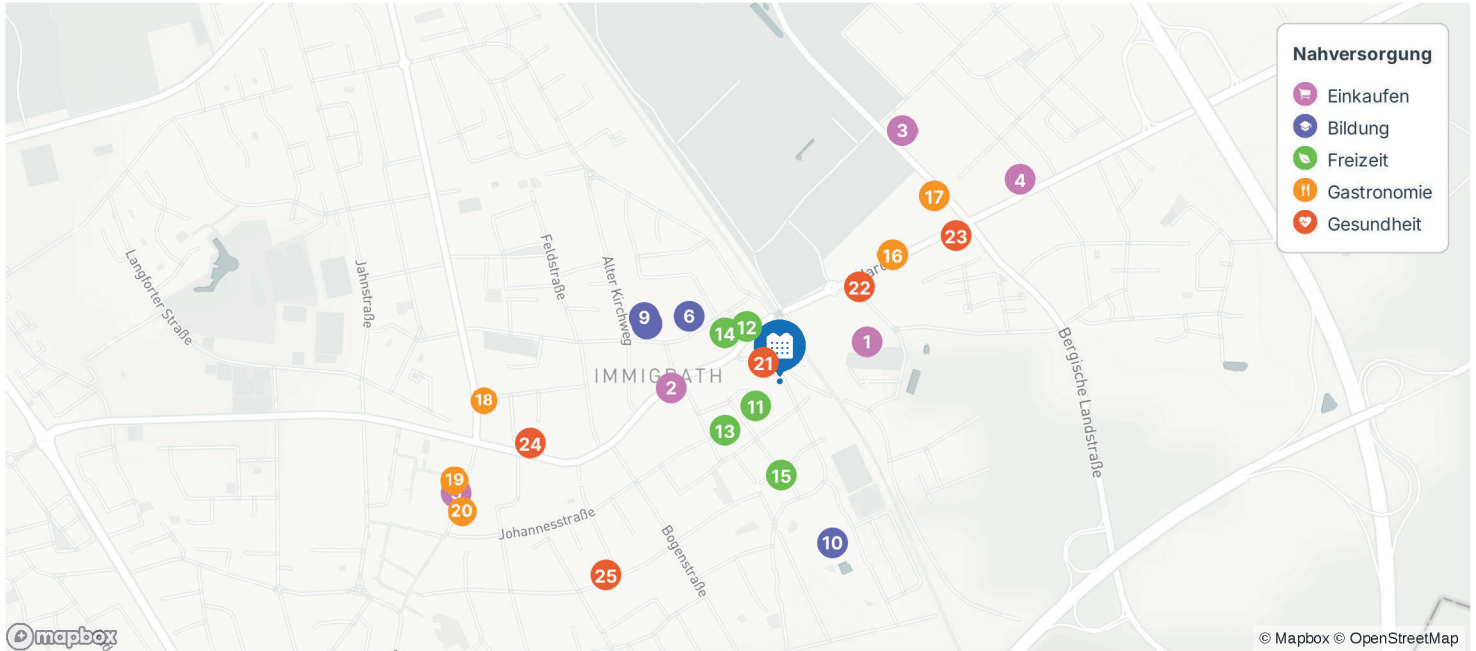 Nahversorgung
Einkaufen
Bildung
Freizeit
Gastronomie
Gesundheit
3
4
17
23
16
22
Langforter Straße
Jahnstraße
Feldstraße
Alter Kirchweg
9
6
14
12
1
21
IMMIGRATH
2
Bergische Landstraße
18
11
13
24
19
15
20
Johannesstraße
Bogenstraße
10
25
mapbox
© Mapbox © OpenStreetMap